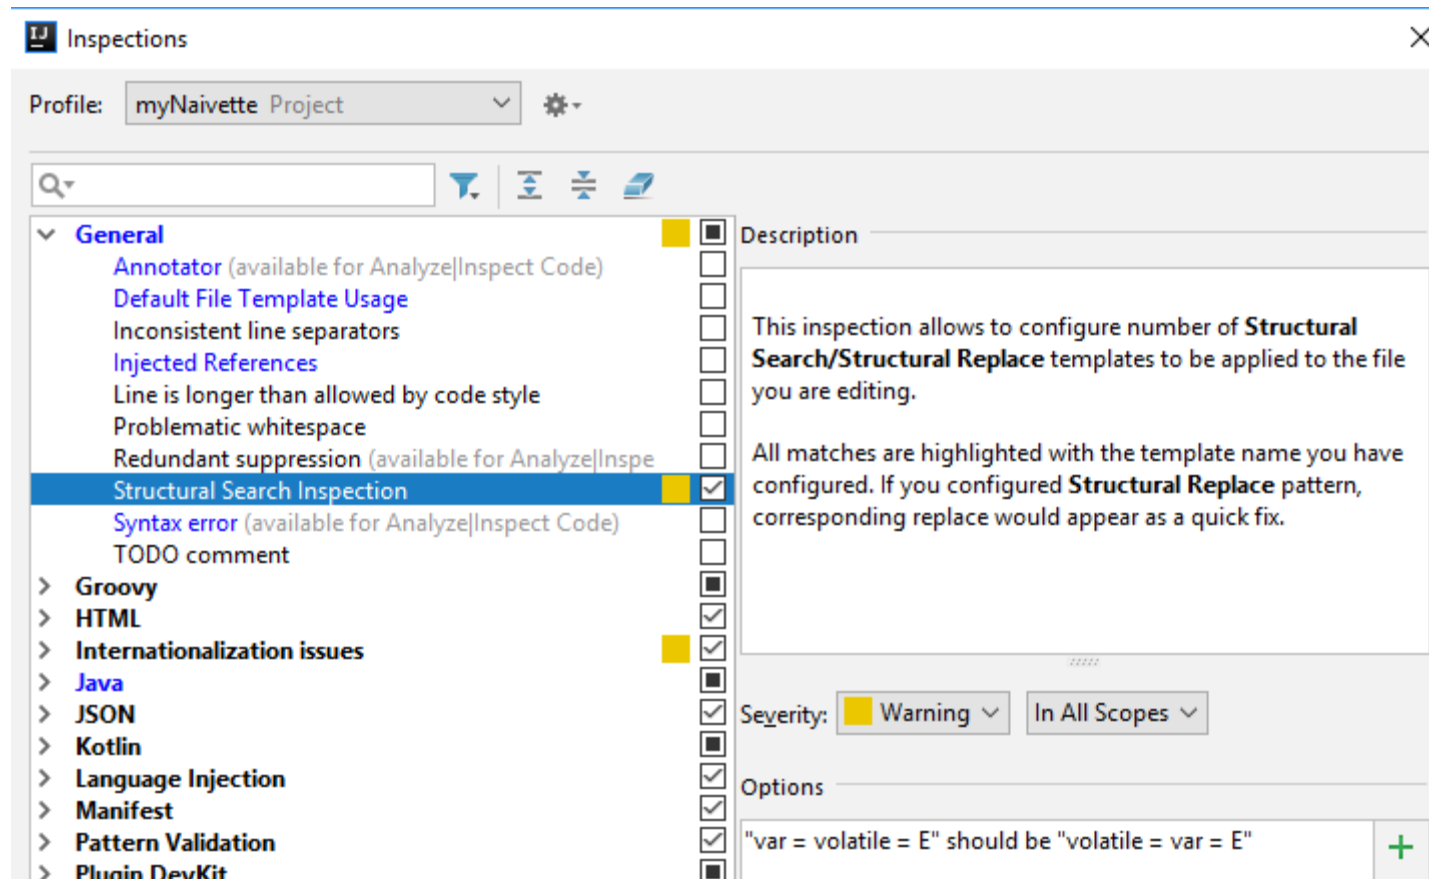 IJ
Inspections
Profile: myNaivette Project
General
Annotator (available for Analyze|Inspect Code)
Default File Template Usage
Inconsistent line separators
Injected References
Line is longer than allowed by code style
Problematic whitespace
Redundant suppression (available for Analyze|Inspe
Structural Search Inspection
Syntax error (available for Analyze|Inspect Code)
TODO comment
Groovy
HTML
Internationalization issues
Java
JSON
Kotlin
Language Injection
Manifest
Pattern Validation
Plugin DevKit
Description
This inspection allows to configure number of Structural
Search/Structural Replace templates to be applied to the file
you are editing.
All matches are highlighted with the template name you have
configured. If you configured Structural Replace pattern,
corresponding replace would appear as a quick fix.
Severity: Warning In All Scopes
Options
"var = volatile = E" should be "volatile = var = E"